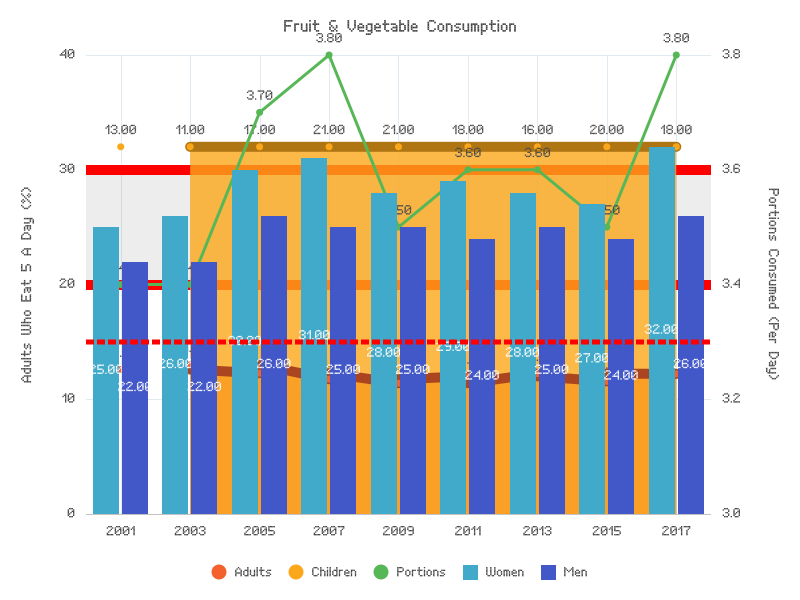 Fruit & Vegetable Consumption
3.80 3.80
40 3.8
3.70
13.00 11.00 17.00 21.00 21.00 18.00 16.00 20.00 18.00
3.60 3.60
30 3.6
50 50
20 3.4
31.00 32.00
28.00 29.00 28.00 27.00
25.00 26.00 26.00 25.00 25.00 24.00 25.00 24.00 26.00
22.00 22.00
10 3.2
0 3.0
Adults Who Eat 5 A Day (%)
Portions Consumed (Per Day)
2001 2003 2005 2007 2009 2011 2013 2015 2017
Adults Children Portions Women Men